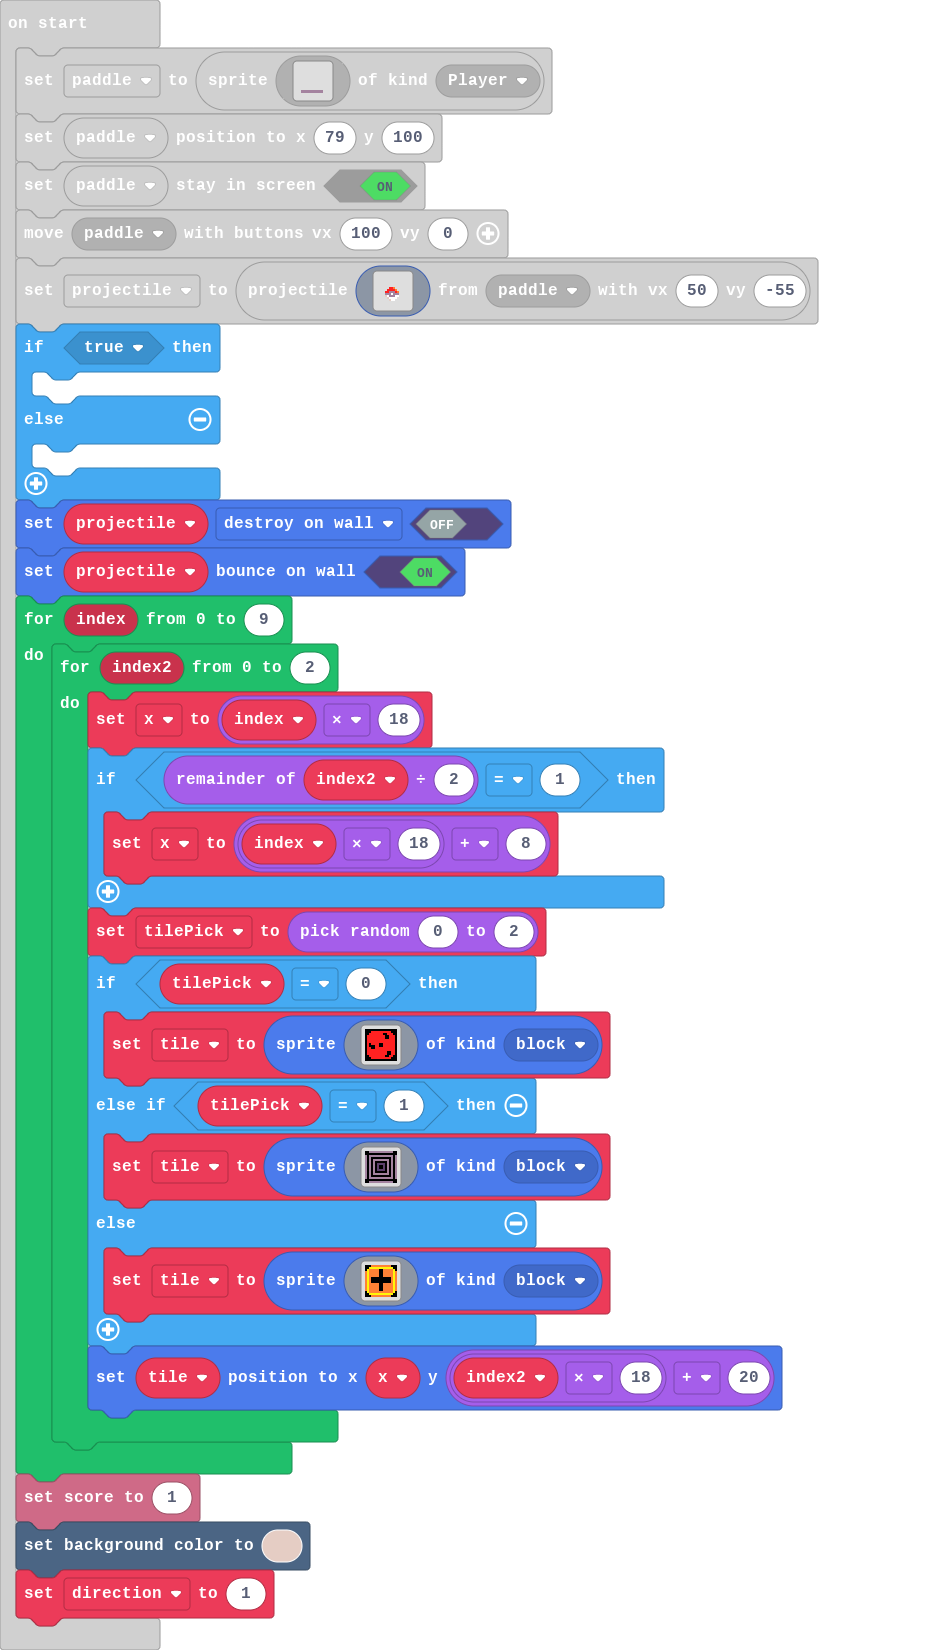 on start
set paddle to sprite of kind Player
set paddle position to x 79 y 100
set paddle stay in screen ON
move paddle with buttons vx 100 vy 0
set projectile to projectile from paddle with vx 50 vy -55
if true then
else
set projectile destroy on wall OFF
set projectile bounce on wall ON
for index from 0 to 9
do for index2 from 0 to 2
do set x to index × 18
if remainder of index2 ÷ 2 = 1 then
set x to index × 18 + 8
set tilePick to pick random 0 to 2
if tilePick = 0 then
set tile to sprite of kind block
else if tilePick = 1 then
set tile to sprite of kind block
else
set tile to sprite of kind block
set tile position to x x y index2 × 18 + 20
set score to 1
set background color to
set direction to 1